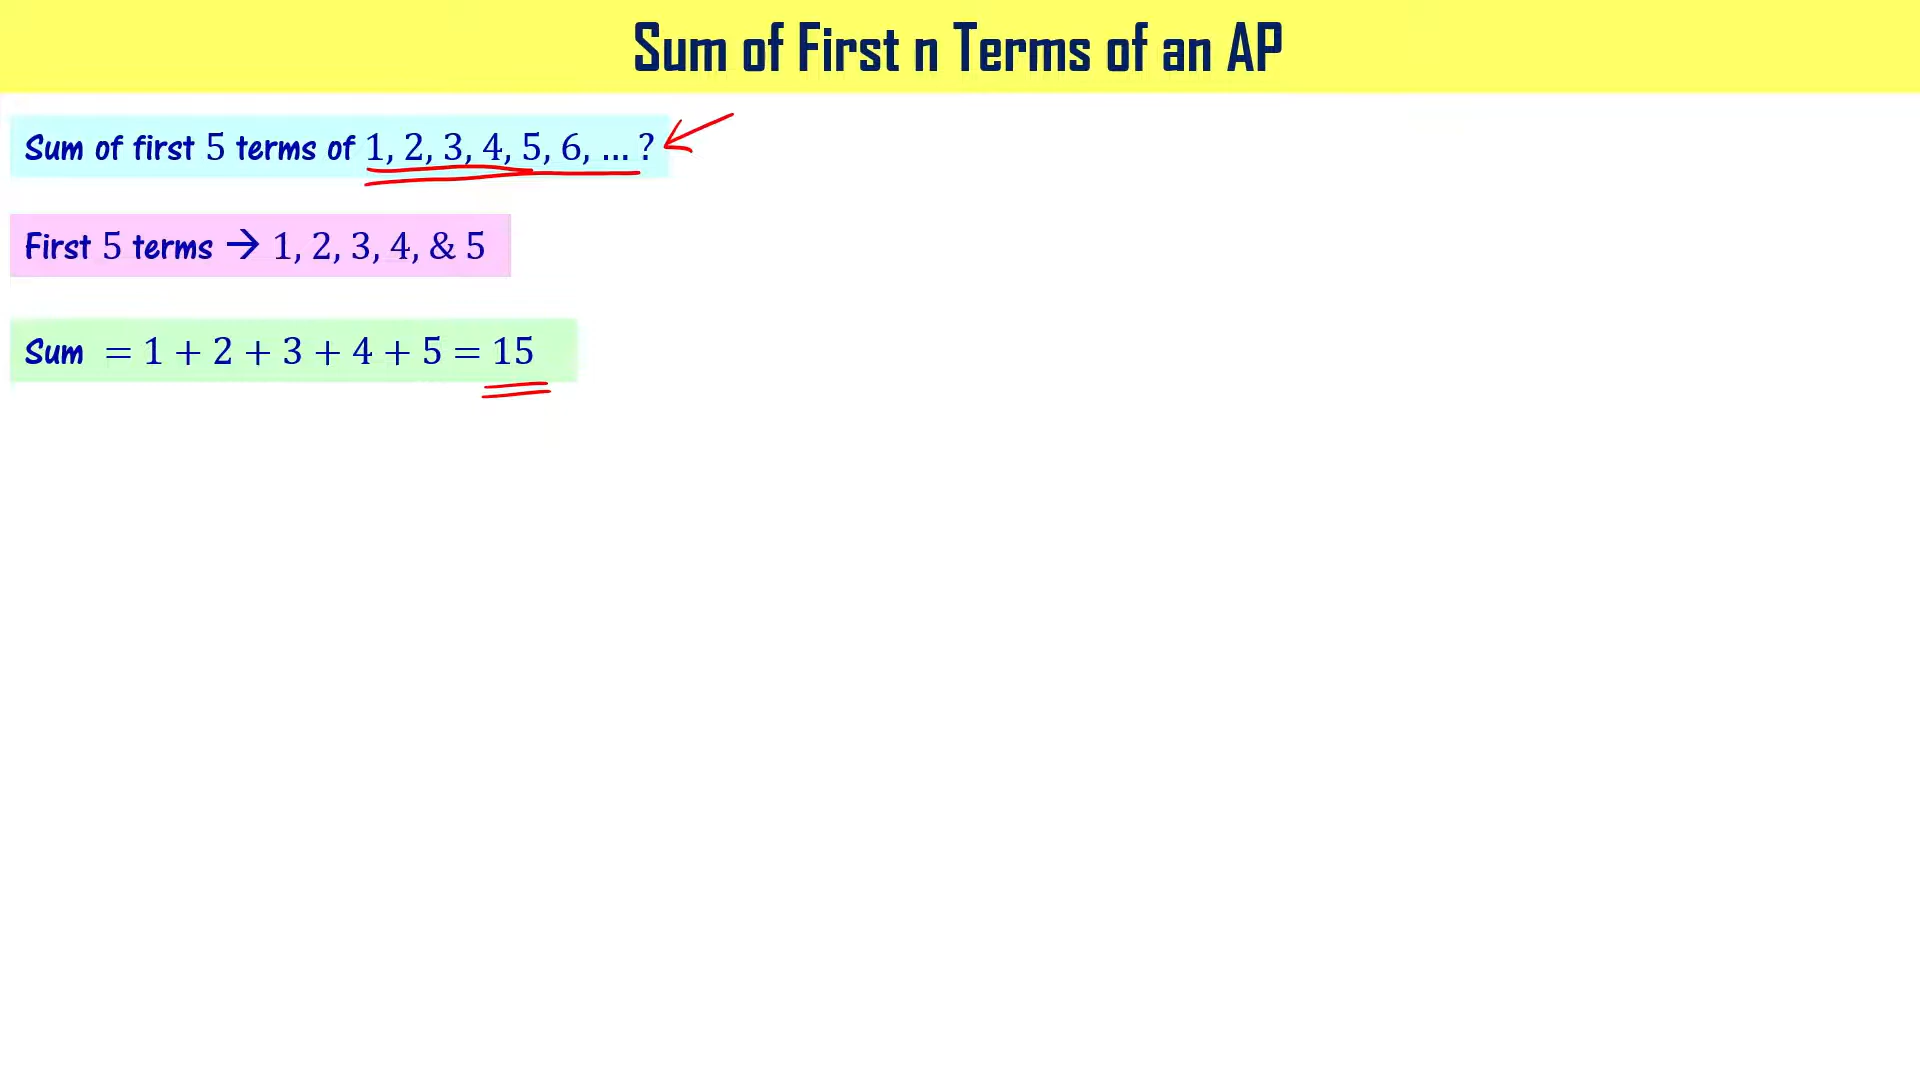 Sum of First n Terms of an AP
Sum of first 5 terms of 1, 2, 3, 4, 5, 6, ... ?
First 5 terms → 1, 2, 3, 4, & 5
Sum = 1 + 2 + 3 + 4 + 5 = 15